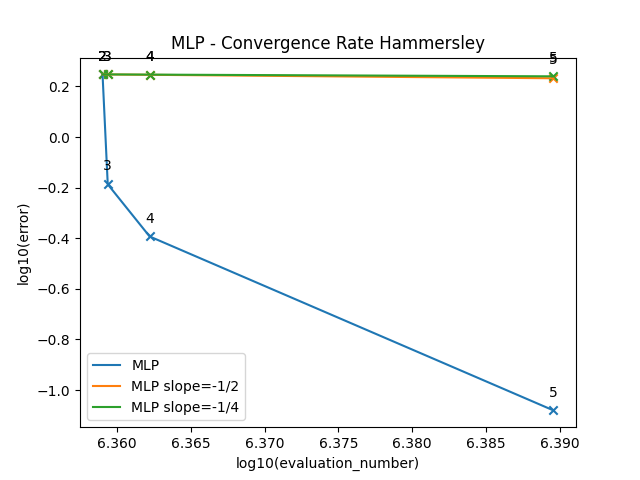 MLP - Convergence Rate Hammersley
2 3 4 5
5
0.2
0.0
−0.2
−0.4
−0.6
−0.8
−1.0
3
4
5
log10(error)
MLP
MLP slope=-1/2
MLP slope=-1/4
6.360 6.365 6.370 6.375 6.380 6.385 6.390
log10(evaluation_number)